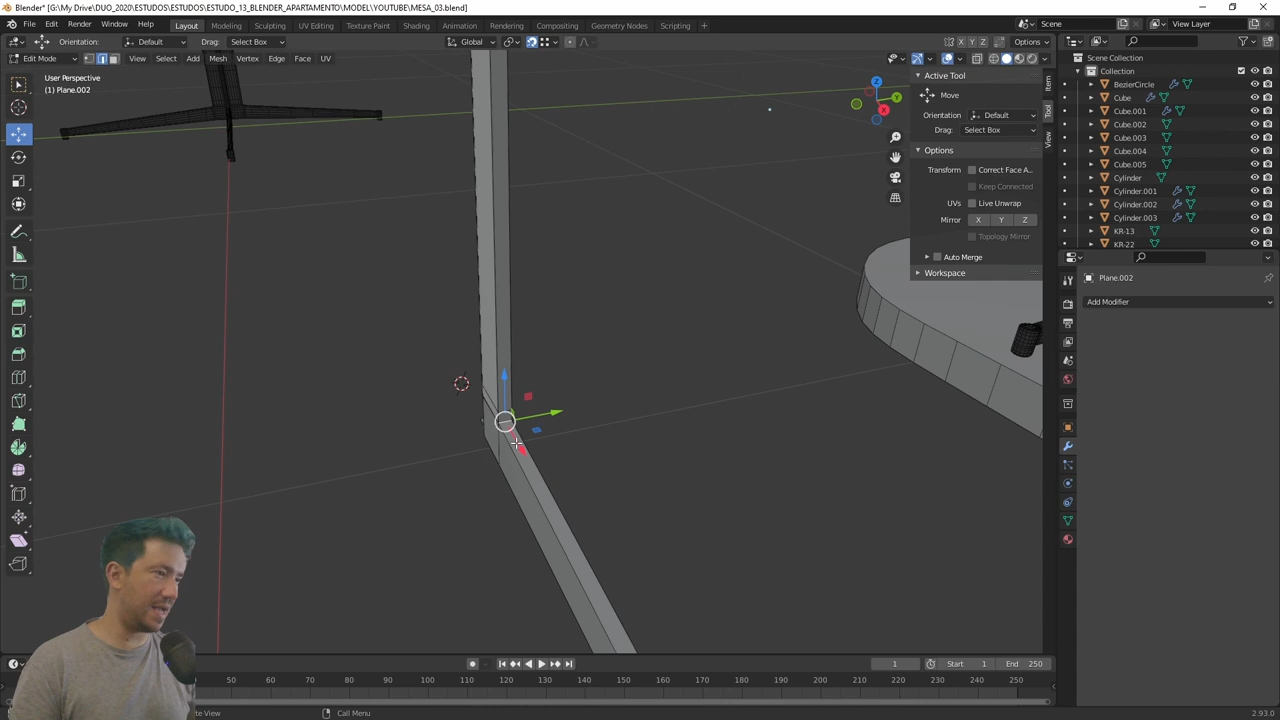 Blender* [G:\My Drive\DUO_2020\ESTUDOS\ESTUDO_13_BLENDER_APARTAMENTO\MODEL\YOUTUBE\MESA_03.blend]
File Edit Render Window Help Layout Modeling Sculpting UV Editing Texture Paint Shading Animation Rendering Compositing Geometry Nodes Scripting Scene View Layer
Orientation: Default Drag: Select Box Global X Y Z Options
Edit Mode View Select Add Mesh Vertex Edge Face UV
User Perspective
(1) Plane.002
Z
Y
X
Active Tool
Move
Orientation Default
Drag: Select Box
Options
Transform Correct Face A...
Keep Connected
UVs Live Unwrap
Mirror X Y Z
Topology Mirror
Auto Merge
Workspace
Item
Tool
View
Scene Collection
Collection
BezierCircle
Cube
Cube.001
Cube.002
Cube.003
Cube.004
Cube.005
Cylinder
Cylinder.001
Cylinder.002
Cylinder.003
KR-13
KR-22
Plane.002
Add Modifier
1 Start 1 End 250
50 60 70 80 90 100 110 120 130 140 150 160 170 180 190 200 210 220 230 240 250
te View Call Menu 2.93.0